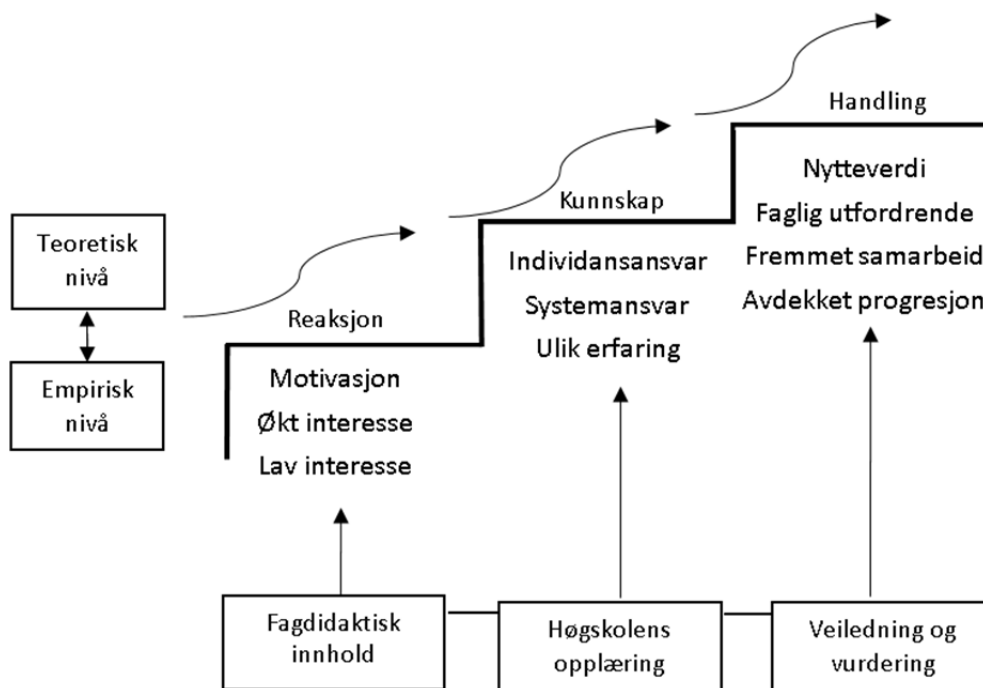 Teoretisk
nivå
Empirisk
nivå
Reaksjon
Motivasjon
Økt interesse
Lav interesse
Kunnskap
Individansansvar
Systemansvar
Ulik erfaring
Handling
Nytteverdi
Faglig utfordrende
Fremmet samarbeid
Avdekket progresjon
Fagdidaktisk
innhold
Høgskolens
opplæring
Veiledning og
vurdering